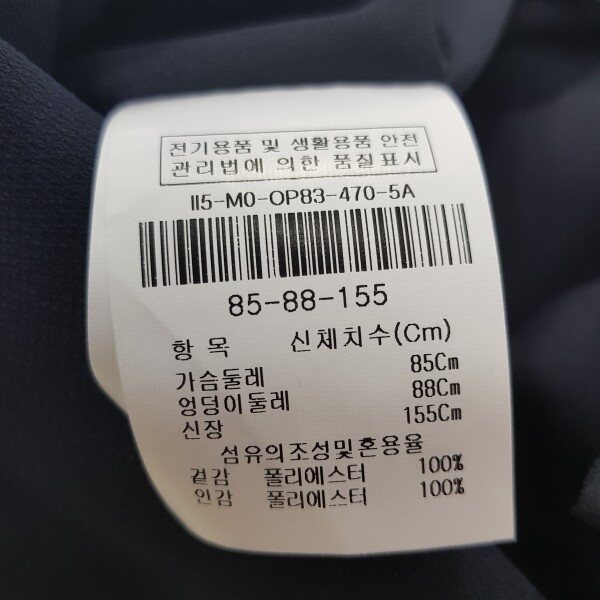 전기용품 및 생활용품 안전
관리법에 의한 품질표시
II5-M0-OP83-470-5A
85-88-155
항 목 신체치수(Cm)
가슴둘레 85Cm
엉덩이둘레 88Cm
신장 155Cm
섬유의조성및혼용율
겉감 폴리에스터 100%
안감 폴리에스터 100%